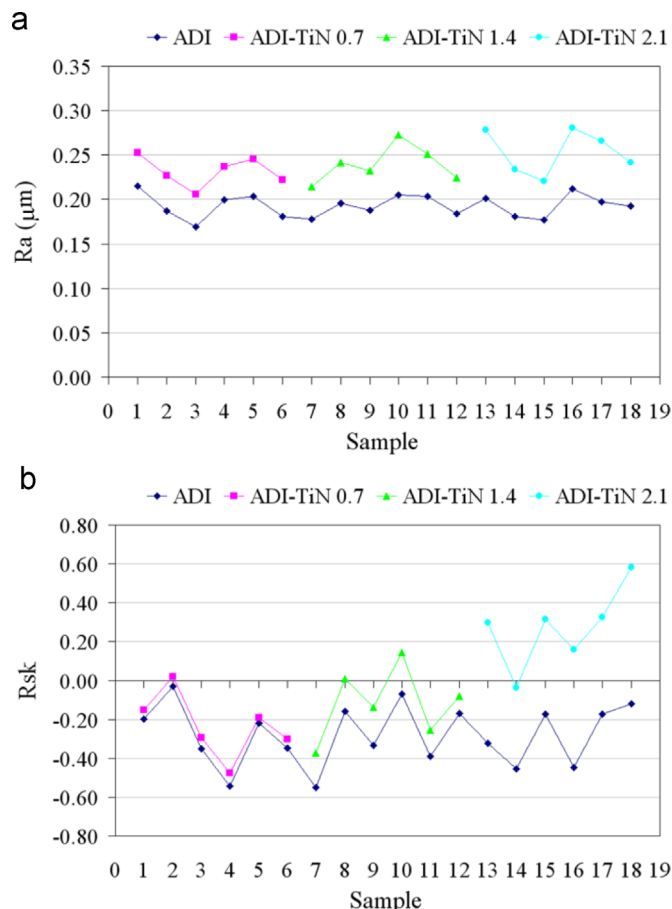 a
ADI ADI-TiN 0.7 ADI-TiN 1.4 ADI-TiN 2.1
0.35
0.30
0.25
0.20
0.15
0.10
0.05
0.00
Ra (μm)
0 1 2 3 4 5 6 7 8 9 10 11 12 13 14 15 16 17 18 19
Sample
b
ADI ADI-TiN 0.7 ADI-TiN 1.4 ADI-TiN 2.1
0.80
0.60
0.40
0.20
0.00
-0.20
-0.40
-0.60
-0.80
Rsk
0 1 2 3 4 5 6 7 8 9 10 11 12 13 14 15 16 17 18 19
Sample